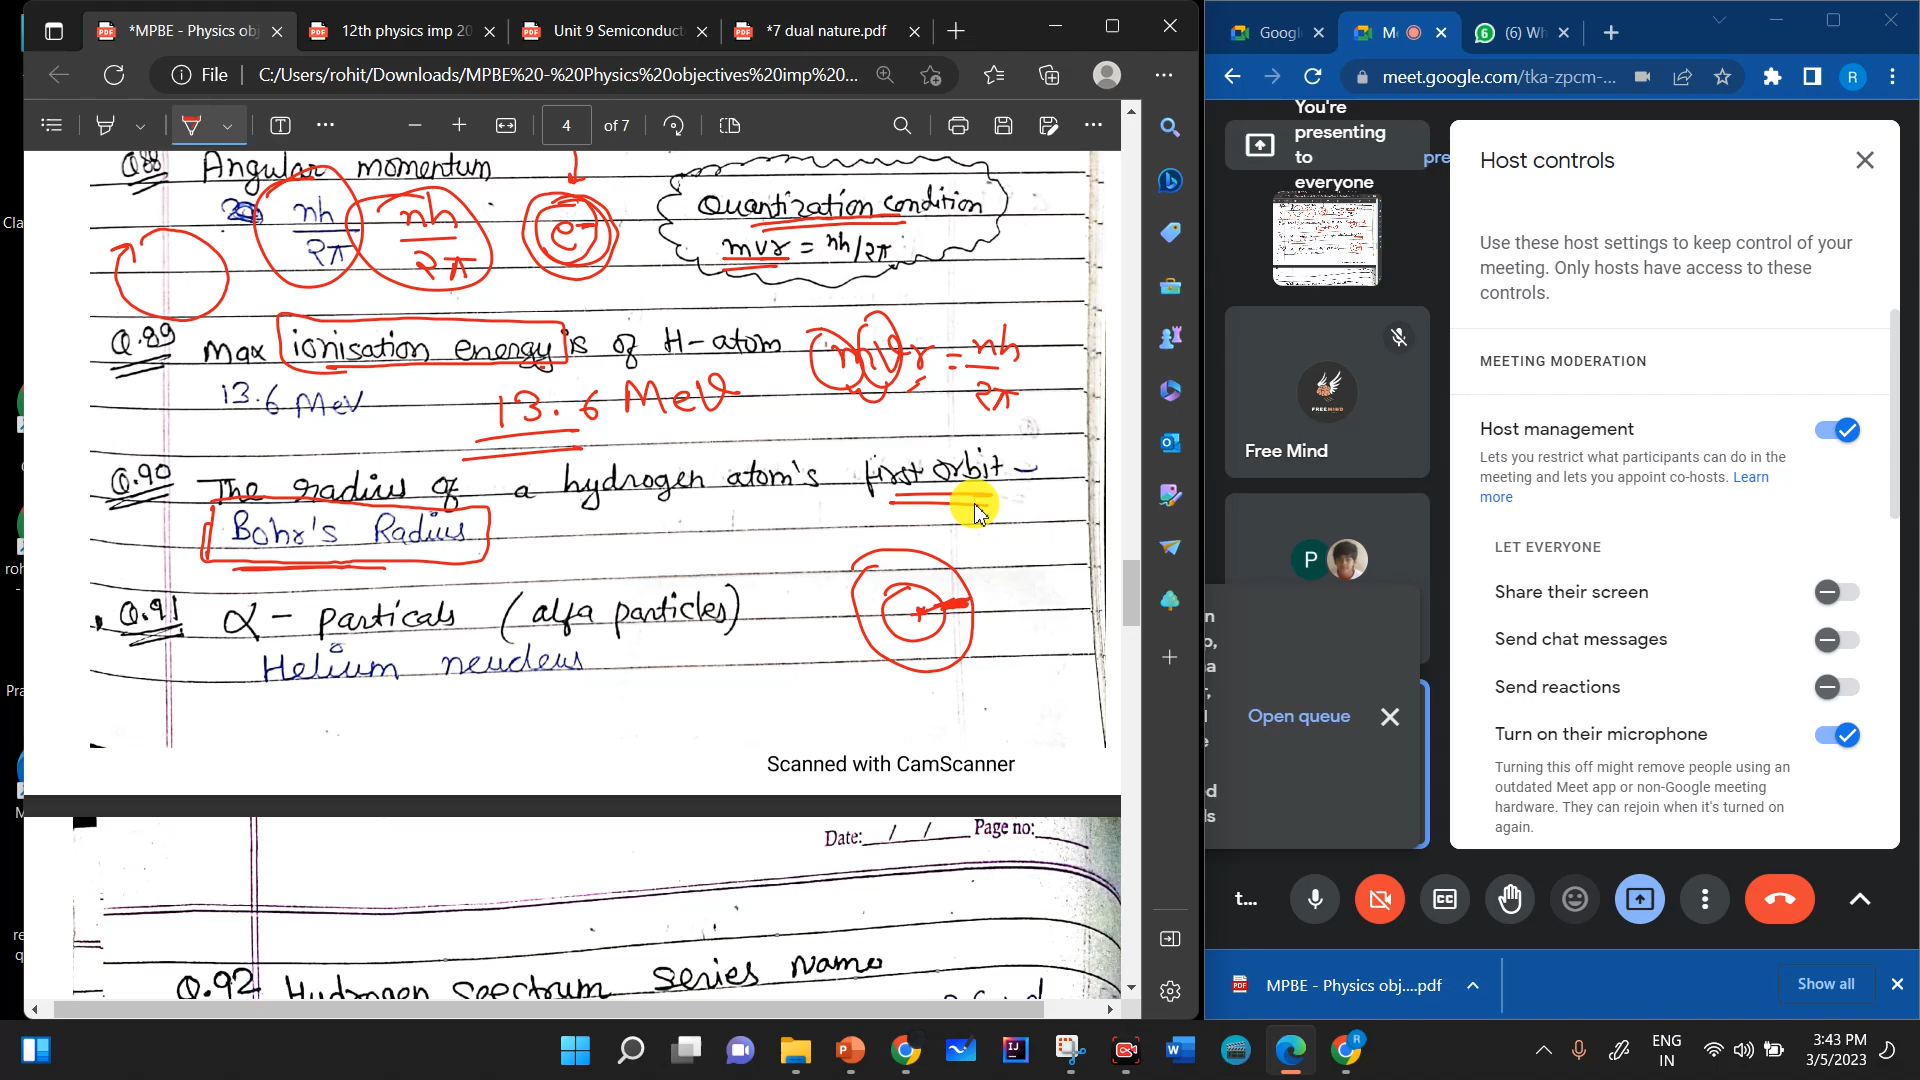 *MPBE - Physics obj
12th physics imp 20
Unit 9 Semiconduct
*7 dual nature.pdf
File
C:/Users/rohit/Downloads/MPBE%20-%20Physics%20objectives%20imp%20...
4
of 7
Q.88 Angular momentum
nh
2π
nh
2π
e-
Quantization condition
mvr = nh/2π
Q.89 Max ionisation energy is of H-atom
13.6 MeV
13.6 MeV
mvr = nh
2π
Q.90 The radius of a hydrogen atom's first orbit -
Bohr's Radius
Q.91 α - particals (alfa particles)
Helium neucleus
Scanned with CamScanner
Date: / / Page no:
Q.92 Hydrogen spectrum series Name
Googl
M
(6) Wh
meet.google.com/tka-zpcm-...
R
You're
presenting
to
everyone
pre
FREEMIND
Free Mind
P
Open queue
Host controls
Use these host settings to keep control of your
meeting. Only hosts have access to these
controls.
MEETING MODERATION
Host management
Lets you restrict what participants can do in the
meeting and lets you appoint co-hosts. Learn
more
LET EVERYONE
Share their screen
Send chat messages
Send reactions
Turn on their microphone
Turning this off might remove people using an
outdated Meet app or non-Google meeting
hardware. They can rejoin when it's turned on
again.
t...
MPBE - Physics obj....pdf
Show all
Cla
roh
Pra
re
q
ENG
IN
3:43 PM
3/5/2023